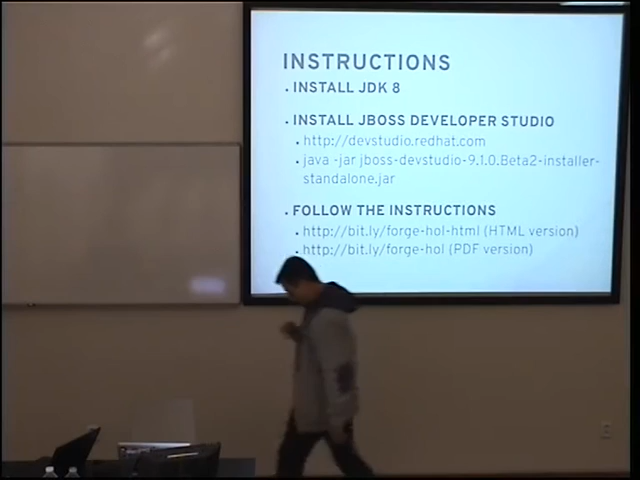 INSTRUCTIONS
• INSTALL JDK 8
• INSTALL JBOSS DEVELOPER STUDIO
• http://devstudio.redhat.com
• java -jar jboss-devstudio-9.1.0.Beta2-installer-
standalone.jar
• FOLLOW THE INSTRUCTIONS
• http://bit.ly/forge-hol-html (HTML version)
• http://bit.ly/forge-hol (PDF version)